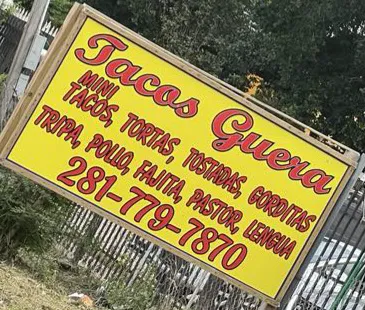 Tacos Guera
MINI
TACOS, TORTAS, TOSTADAS, GORDITAS
TRIPA, POLLO, FAJITA, PASTOR, LENGUA
281-779-7870